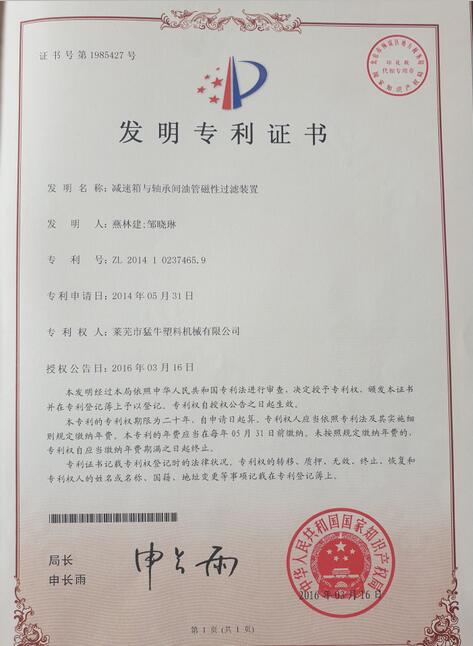 证书号第1985427号
发明专利证书
发明名称：减速箱与轴承间油管磁性过滤装置
发明人：燕林建;邹晓琳
专利号：ZL 2014 1 0237465.9
专利申请日：2014年05月31日
专利权人：莱芜市猛牛塑料机械有限公司
授权公告日：2016年03月16日
本发明经过本局依照中华人民共和国专利法进行审查，决定授予专利权，颁发本证书
并在专利登记簿上予以登记。专利权自授权公告之日起生效。
本专利的专利权期限为二十年，自申请日起算。专利权人应当依照专利法及其实施细
则规定缴纳年费。本专利的年费应当在每年05月31日前缴纳。未按照规定缴纳年费的，
专利权自应当缴纳年费期满之日起终止。
专利证书记载专利权登记时的法律状况。专利权的转移、质押、无效、终止、恢复和
专利权人的姓名或名称、国籍、地址变更等事项记载在专利登记簿上。
局长
申长雨
申长雨
中华人民共和国国家知识产权局
2016年03月16日
第1页(共1页)